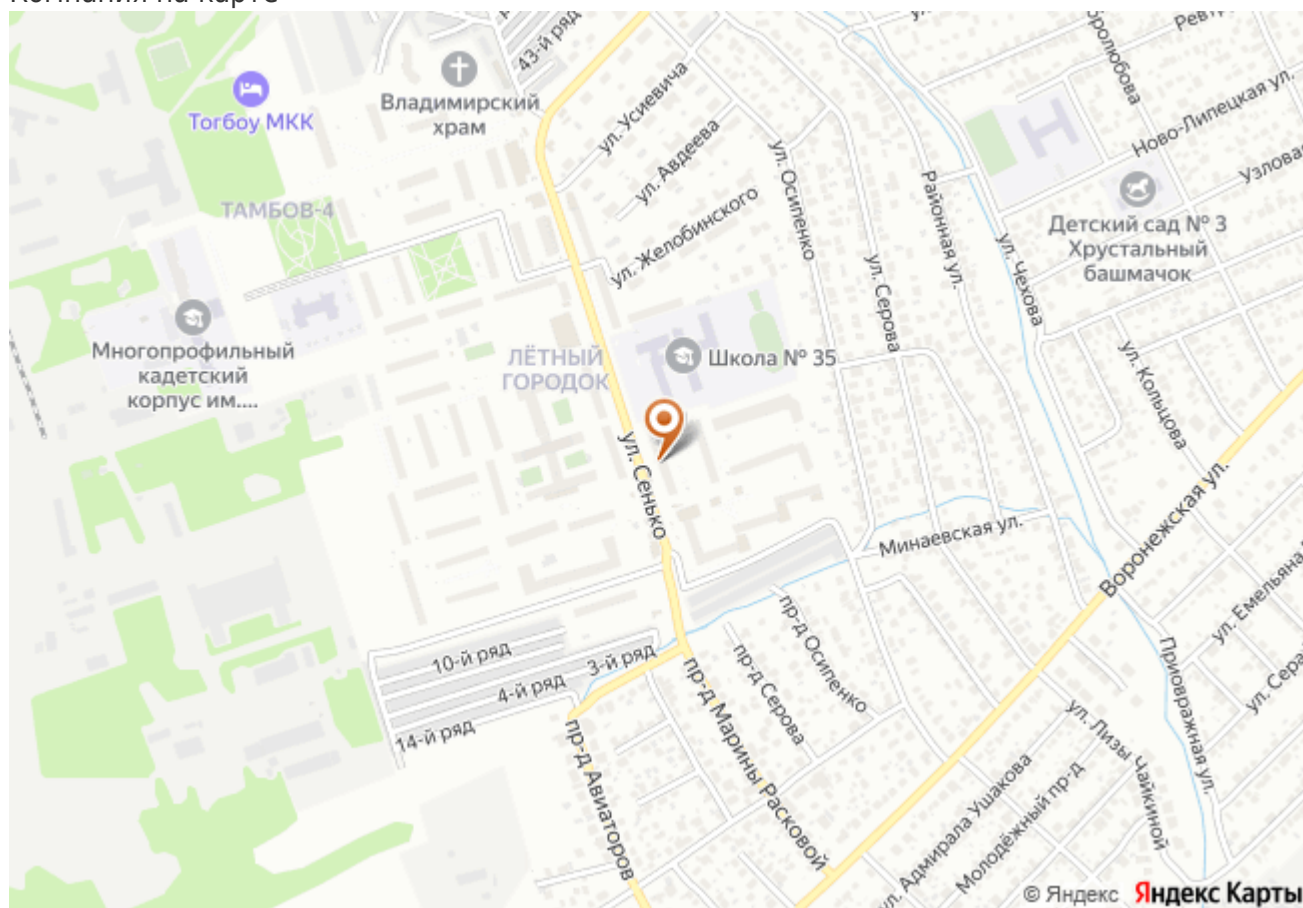 Компания на карте
43-й ряд
Владимирский
храм
Тогбоу МКК
ТАМБОВ-4
ул. Усиевича
ул. Авдеева
ул. Желобинского
ул. Осипенко
ул. Серова
Районная ул.
ул. Чехова
Ново-Липецкая ул.
Детский сад № 3
Хрустальный
башмачок
Многопрофильный
кадетский
корпус им....
ЛЁТНЫЙ
ГОРОДОК
Школа № 35
ул. Кольцова
ул. Сенько
Минаевская ул.
Воронежская ул.
10-й ряд
3-й ряд
4-й ряд
14-й ряд
пр-д Осипенко
пр-д Серова
пр-д Марины Расковой
пр-д Авиаторов
Приовражная ул.
ул. Лизы Чайкиной
ул. Адмирала Ушакова
Молодёжный пр-д
© Яндекс Яндекс Карты